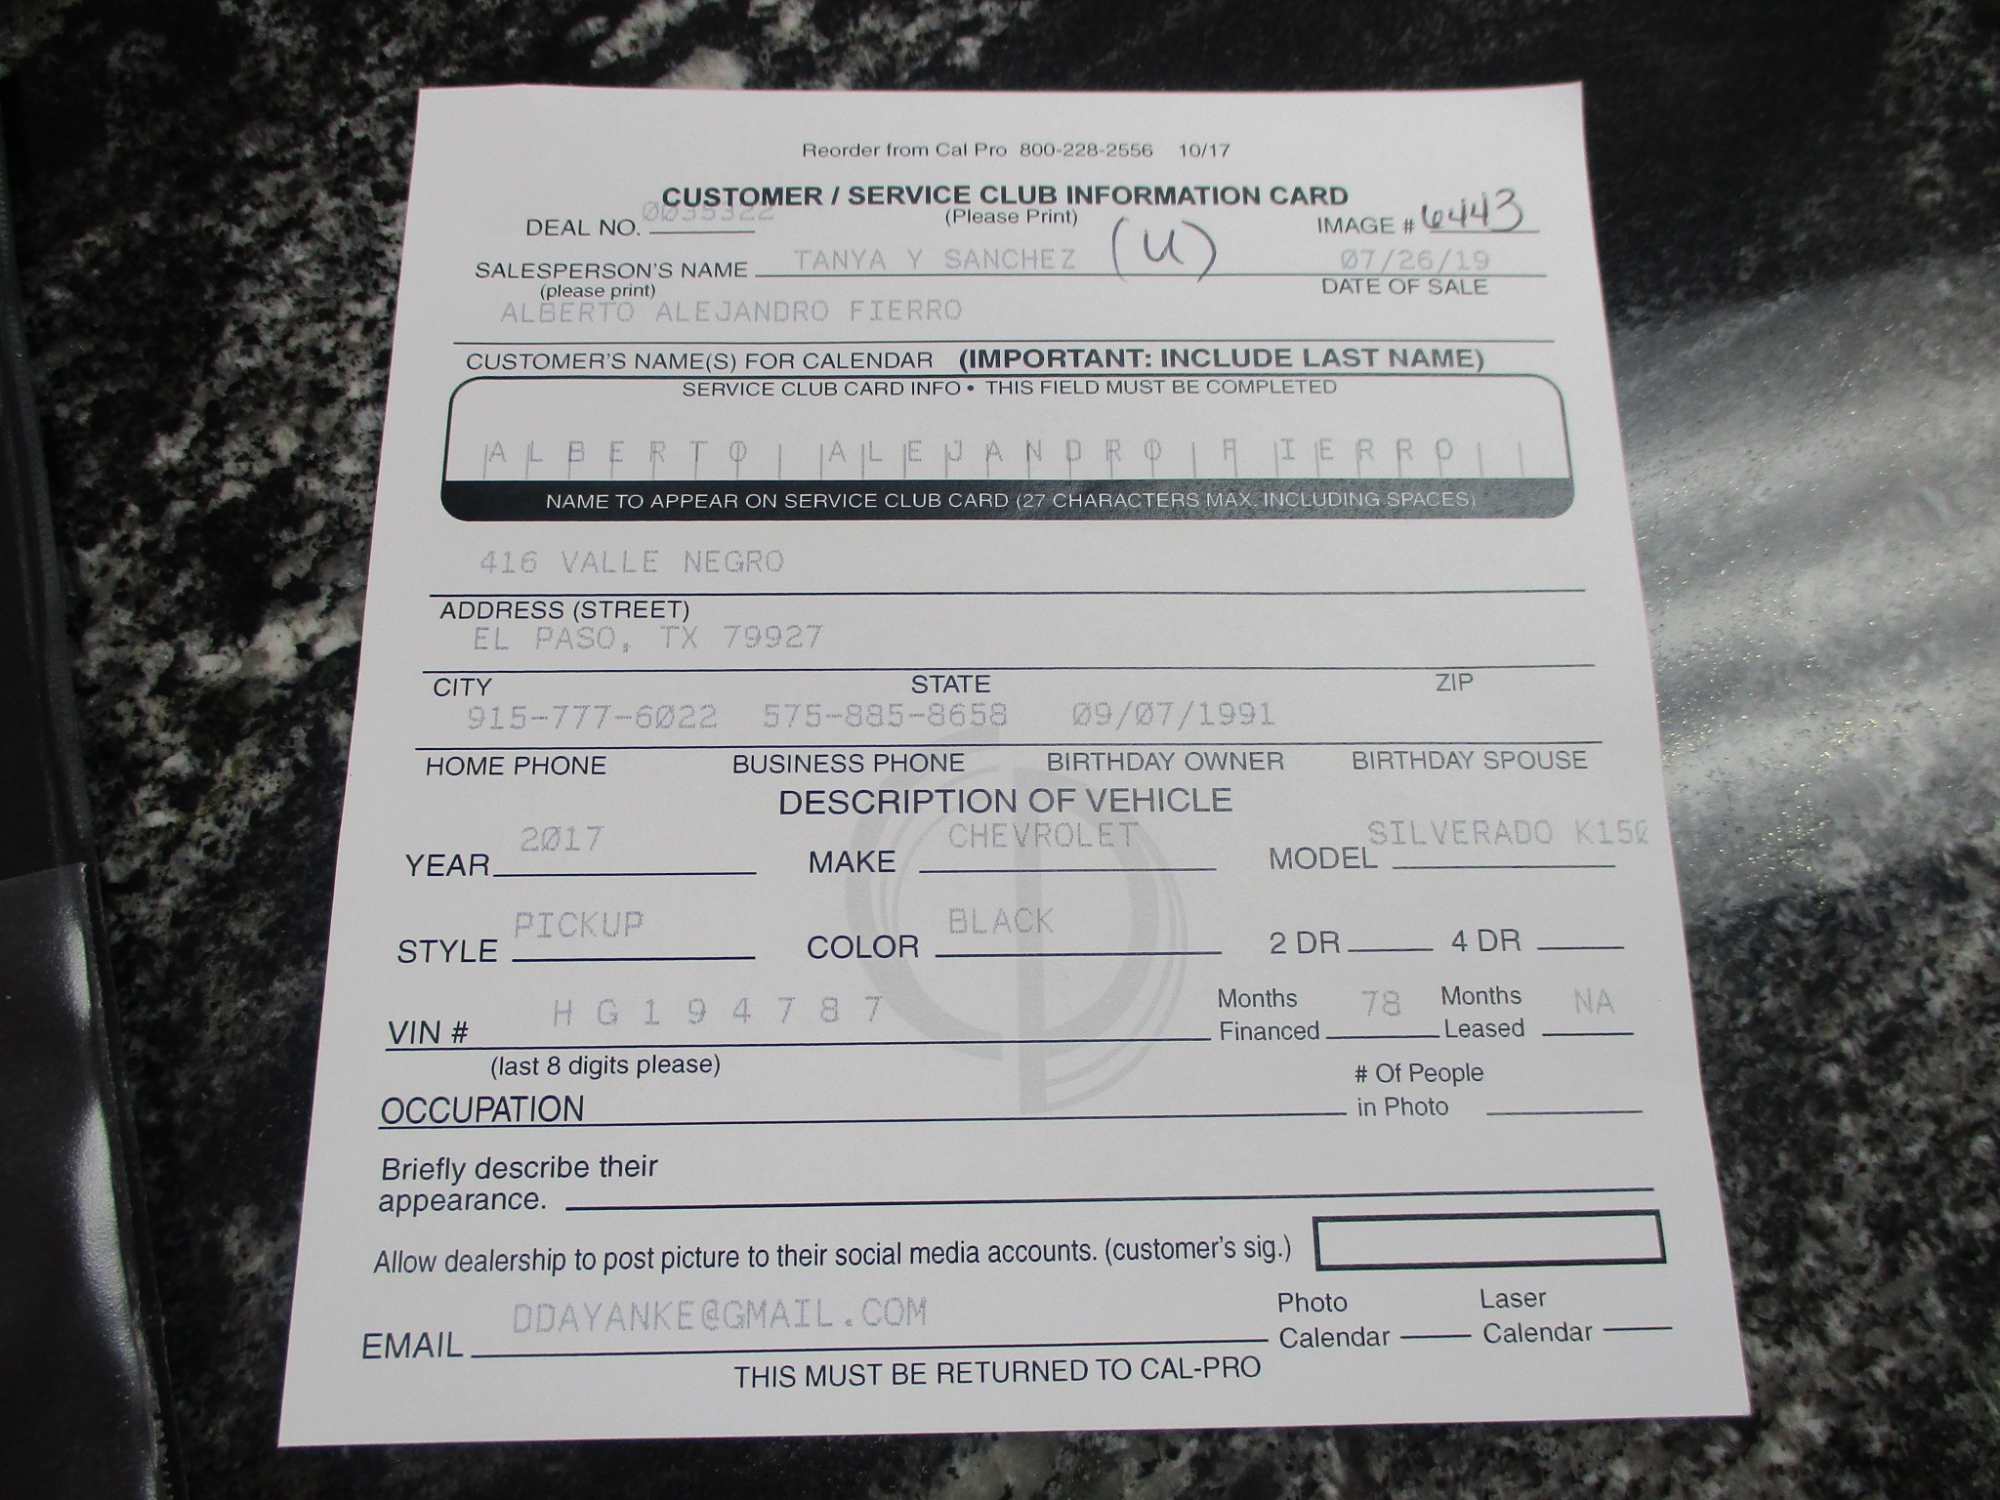 Reorder from Cal Pro 800-228-2556 10/17
CUSTOMER / SERVICE CLUB INFORMATION CARD
(Please Print)
DEAL NO. 0035322
IMAGE # 6443
SALESPERSON'S NAME TANYA Y SANCHEZ (U) 07/26/19
(please print) DATE OF SALE
ALBERTO ALEJANDRO FIERRO
CUSTOMER'S NAME(S) FOR CALENDAR (IMPORTANT: INCLUDE LAST NAME)
SERVICE CLUB CARD INFO • THIS FIELD MUST BE COMPLETED
ALBERTO ALEJANDRO FIERRO
NAME TO APPEAR ON SERVICE CLUB CARD (27 CHARACTERS MAX. INCLUDING SPACES)
416 VALLE NEGRO
ADDRESS (STREET)
EL PASO, TX 79927
CITY STATE ZIP
915-777-6022 575-885-8658 09/07/1991
HOME PHONE BUSINESS PHONE BIRTHDAY OWNER BIRTHDAY SPOUSE
DESCRIPTION OF VEHICLE
YEAR 2017 MAKE CHEVROLET MODEL SILVERADO K150
STYLE PICKUP COLOR BLACK 2 DR 4 DR
VIN # HG194787 Months Financed 78 Months Leased NA
(last 8 digits please)
OCCUPATION # Of People in Photo
Briefly describe their
appearance.
Allow dealership to post picture to their social media accounts. (customer's sig.)
EMAIL DDAYANKE@GMAIL.COM Photo Calendar Laser Calendar
THIS MUST BE RETURNED TO CAL-PRO